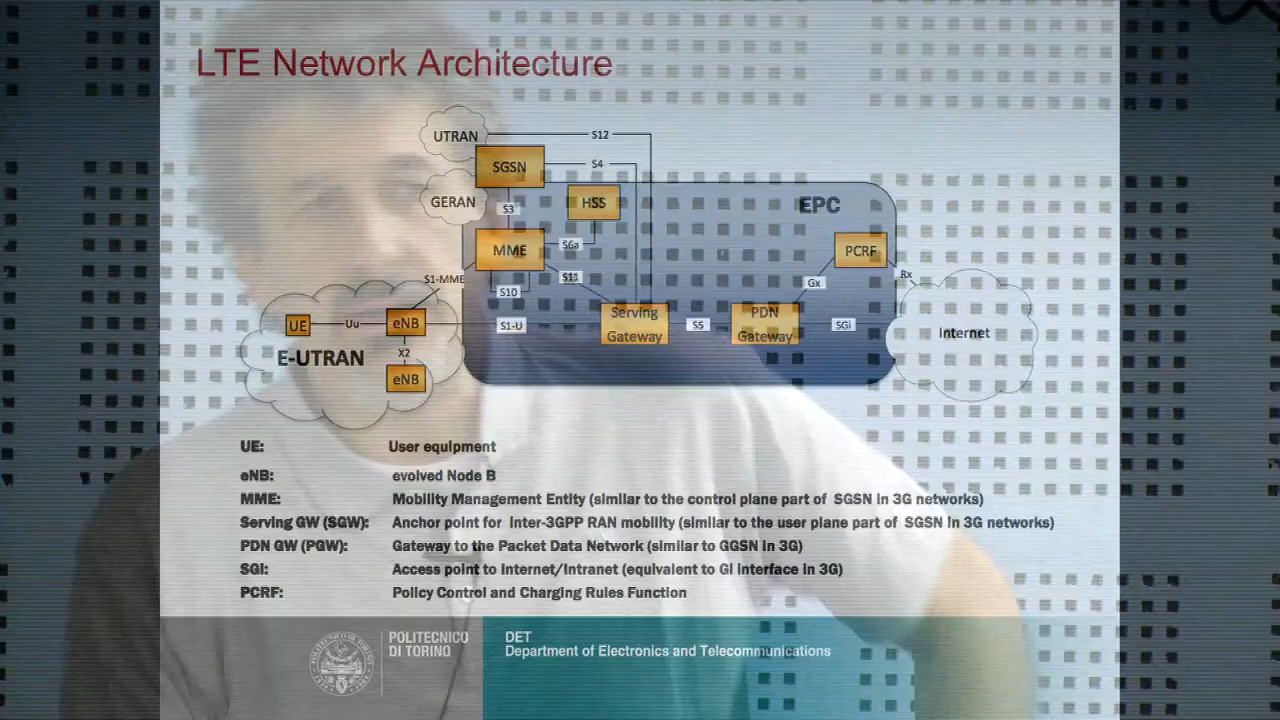 LTE Network Architecture
UTRAN
S12
SGSN
S4
GERAN
S3
HSS
EPC
MME
S6a
PCRF
S1-MME
S10
S11
Gx
Rx
UE
Uu
eNB
S1-U
Serving
Gateway
S5
PDN
Gateway
SGi
Internet
E-UTRAN
X2
eNB
UE: User equipment
eNB: evolved Node B
MME: Mobility Management Entity (similar to the control plane part of SGSN in 3G networks)
Serving GW (SGW): Anchor point for Inter-3GPP RAN mobility (similar to the user plane part of SGSN in 3G networks)
PDN GW (PGW): Gateway to the Packet Data Network (similar to GGSN in 3G)
SGi: Access point to Internet/Intranet (equivalent to Gi interface in 3G)
PCRF: Policy Control and Charging Rules Function
POLITECNICO
DI TORINO
DET
Department of Electronics and Telecommunications